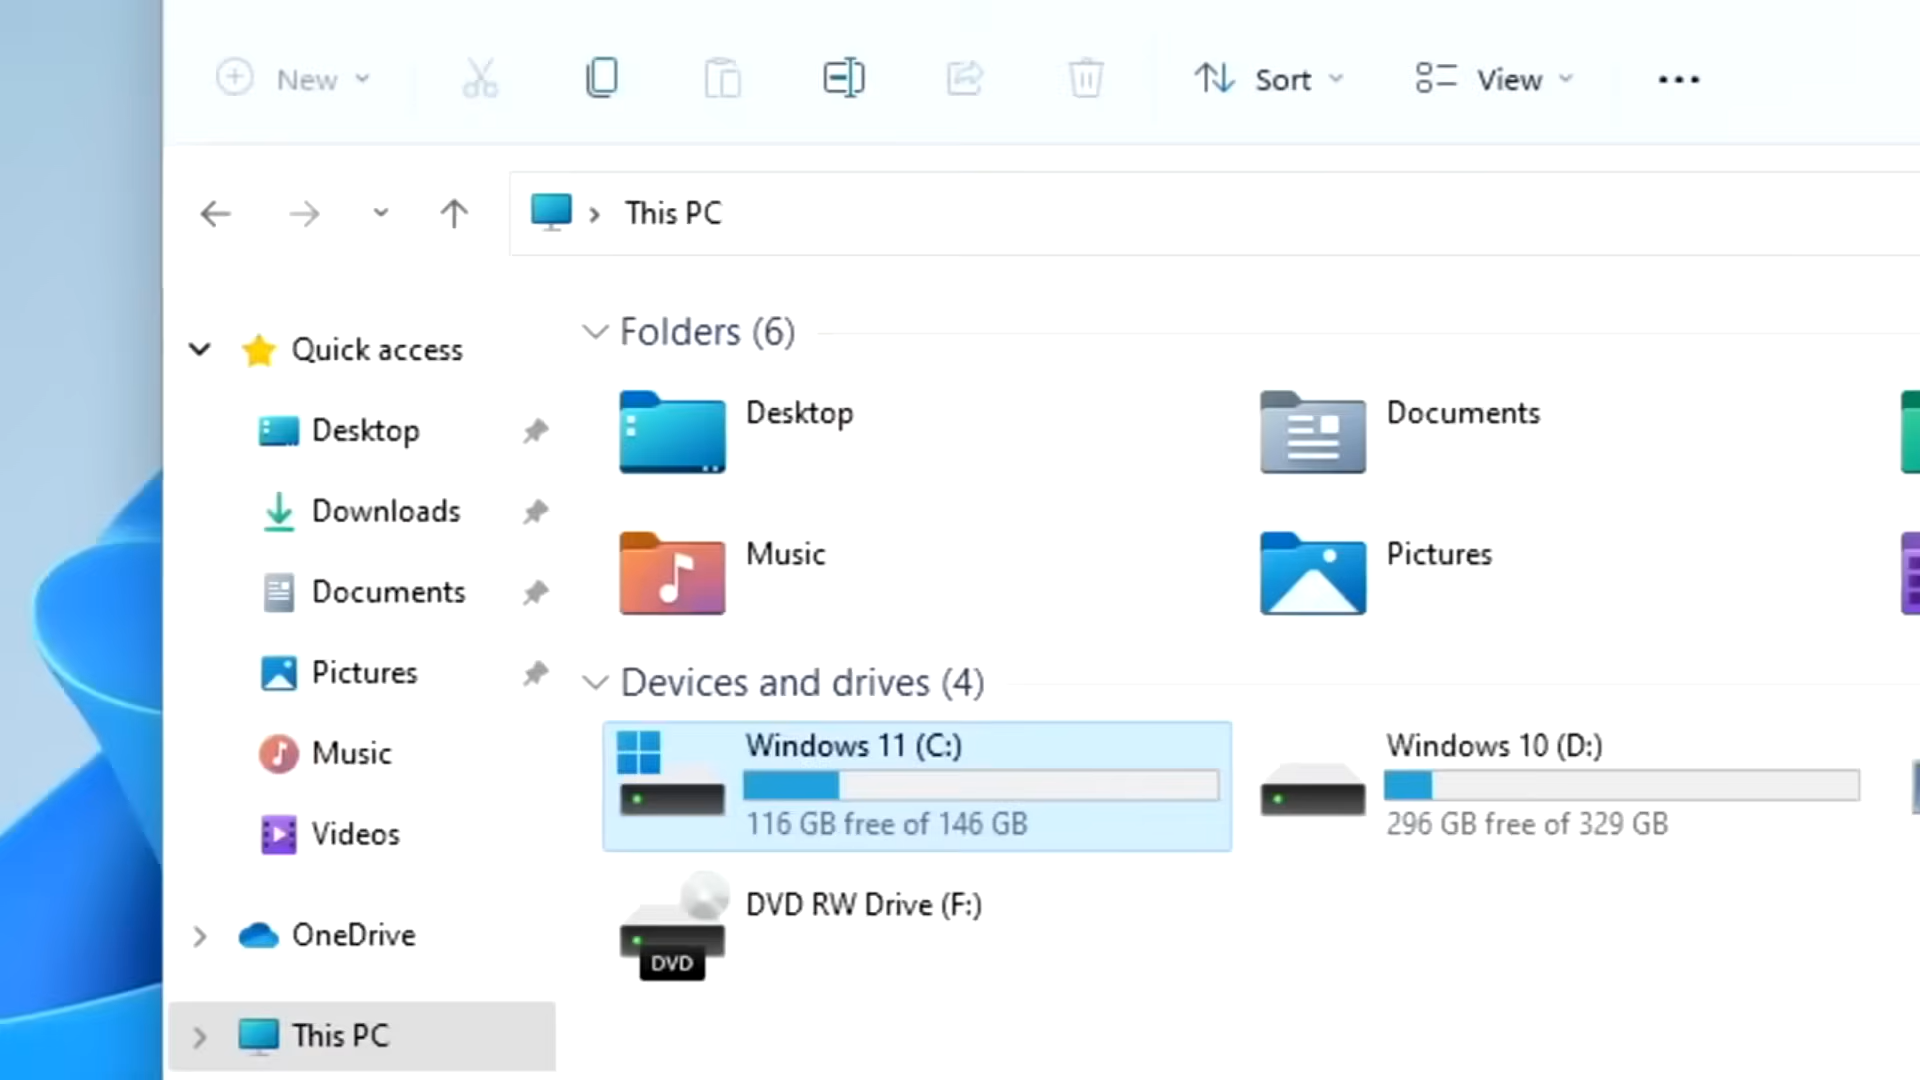 New
Sort
View
This PC
Quick access
Desktop
Downloads
Documents
Pictures
Music
Videos
OneDrive
This PC
Folders (6)
Desktop
Documents
Music
Pictures
Devices and drives (4)
Windows 11 (C:)
116 GB free of 146 GB
Windows 10 (D:)
296 GB free of 329 GB
DVD RW Drive (F:)
DVD